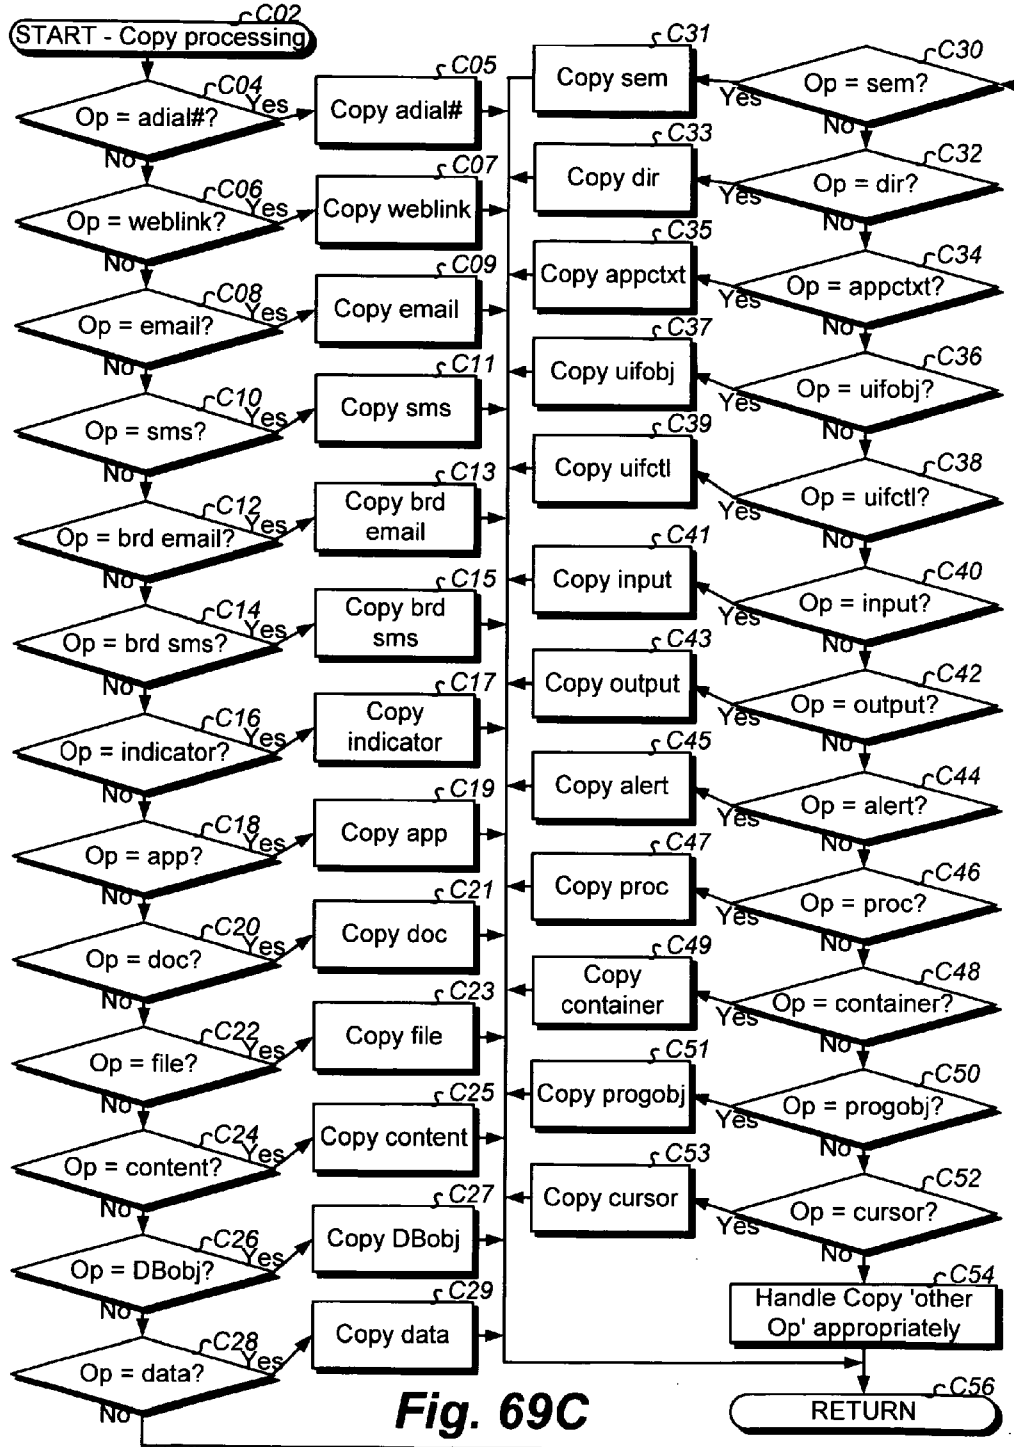 C02
START - Copy processing
C04
Op = adial#?
Yes
No
C05
Copy adial#
C06
Op = weblink?
Yes
No
C07
Copy weblink
C08
Op = email?
Yes
No
C09
Copy email
C10
Op = sms?
Yes
No
C11
Copy sms
C12
Op = brd email?
Yes
No
C13
Copy brd
email
C14
Op = brd sms?
Yes
No
C15
Copy brd
sms
C16
Op = indicator?
Yes
No
C17
Copy
indicator
C18
Op = app?
Yes
No
C19
Copy app
C20
Op = doc?
Yes
No
C21
Copy doc
C22
Op = file?
Yes
No
C23
Copy file
C24
Op = content?
Yes
No
C25
Copy content
C26
Op = DBobj?
Yes
No
C27
Copy DBobj
C28
Op = data?
Yes
No
C29
Copy data
C30
Op = sem?
Yes
No
C31
Copy sem
C32
Op = dir?
Yes
No
C33
Copy dir
C34
Op = appctxt?
Yes
No
C35
Copy appctxt
C36
Op = uifobj?
Yes
No
C37
Copy uifobj
C38
Op = uifctl?
Yes
No
C39
Copy uifctl
C40
Op = input?
Yes
No
C41
Copy input
C42
Op = output?
Yes
No
C43
Copy output
C44
Op = alert?
Yes
No
C45
Copy alert
C46
Op = proc?
Yes
No
C47
Copy proc
C48
Op = container?
Yes
No
C49
Copy
container
C50
Op = progobj?
Yes
No
C51
Copy progobj
C52
Op = cursor?
Yes
No
C53
Copy cursor
C54
Handle Copy 'other
Op' appropriately
C56
RETURN
Fig. 69C